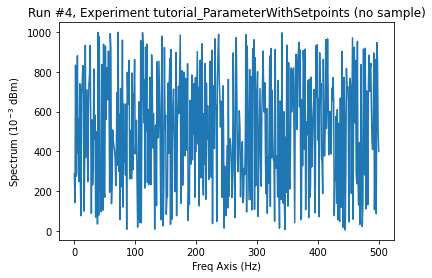 Run #4, Experiment tutorial_ParameterWithSetpoints (no sample)
Spectrum (10⁻³ dBm)
1000
800
600
400
200
0
0 100 200 300 400 500
Freq Axis (Hz)